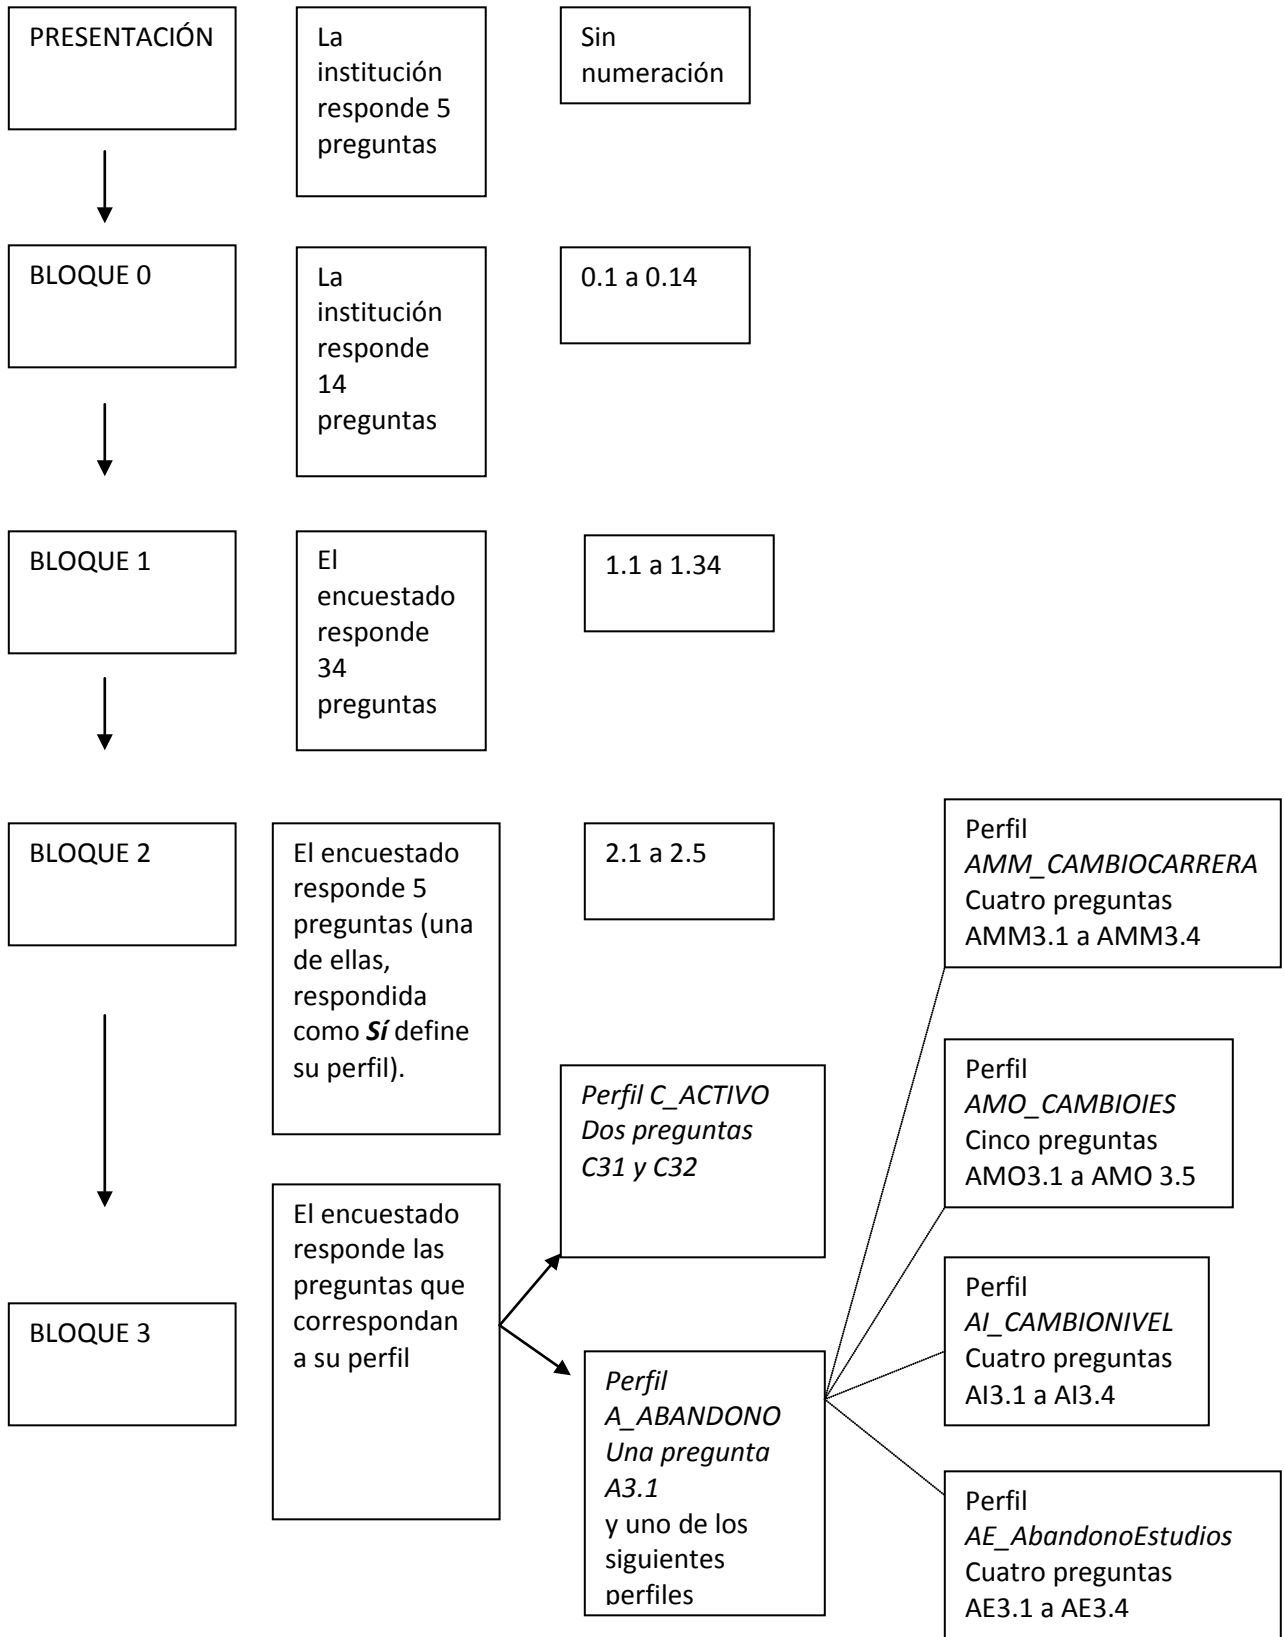 PRESENTACIÓN
La
institución
responde 5
preguntas
Sin
numeración
BLOQUE 0
La
institución
responde
14
preguntas
0.1 a 0.14
BLOQUE 1
El
encuestado
responde
34
preguntas
1.1 a 1.34
BLOQUE 2
El encuestado
responde 5
preguntas (una
de ellas,
respondida
como Sí define
su perfil).
2.1 a 2.5
BLOQUE 3
El encuestado
responde las
preguntas que
correspondan
a su perfil
Perfil C_ACTIVO
Dos preguntas
C31 y C32
Perfil
A_ABANDONO
Una pregunta
A3.1
y uno de los
siguientes
perfiles
Perfil
AMM_CAMBIOCARRERA
Cuatro preguntas
AMM3.1 a AMM3.4
Perfil
AMO_CAMBIOIES
Cinco preguntas
AMO3.1 a AMO 3.5
Perfil
AI_CAMBIONIVEL
Cuatro preguntas
AI3.1 a AI3.4
Perfil
AE_AbandonoEstudios
Cuatro preguntas
AE3.1 a AE3.4